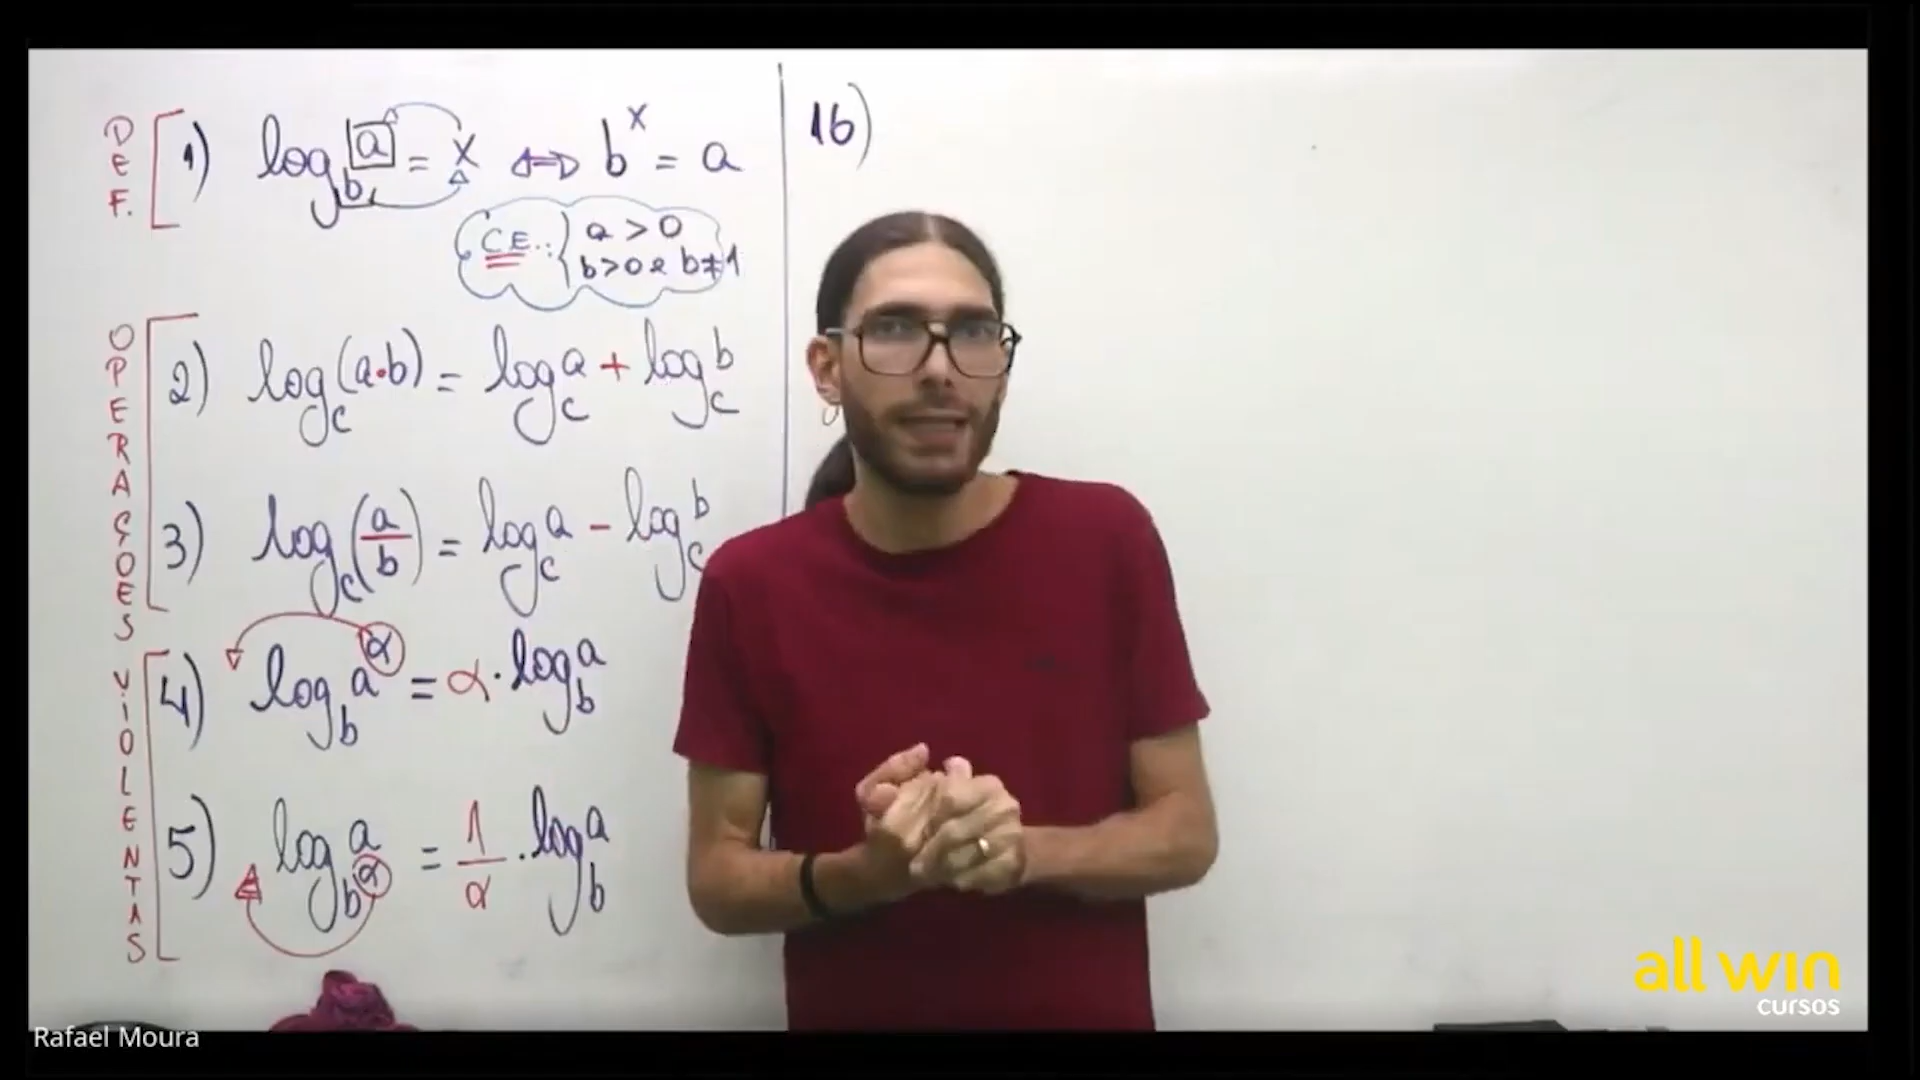 DEF.
1) log_b a = x ⇔ b^x = a
C.E.: { a > 0
b > 0 e b ≠ 1
OPERAÇÕES VIOLENTAS
2) log_c (a·b) = log_c a + log_c b
3) log_c (a/b) = log_c a - log_c b
4) log_b a^α = α · log_b a
5) log_b^α a = 1/α · log_b a
16)
all win
cursos
Rafael Moura